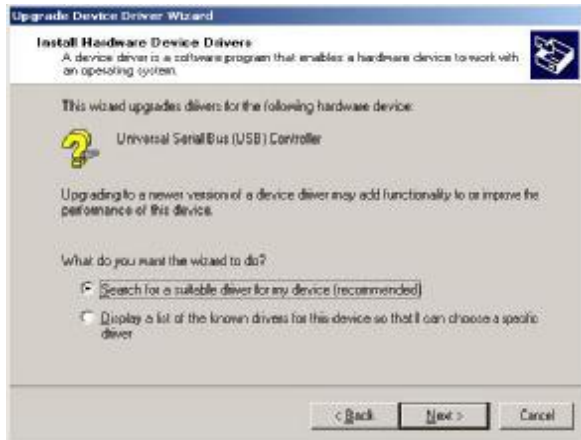 Upgrade Device Driver Wizard
Install Hardware Device Drivers
A device driver is a software program that enables a hardware device to work with
an operating system.
This wizard upgrades drivers for the following hardware device:
Universal Serial Bus (USB) Controller
Upgrading to a newer version of a device driver may add functionality to or improve the
performance of this device.
What do you want the wizard to do?
Search for a suitable driver for my device (recommended)
Display a list of the known drivers for this device so that I can choose a specific
driver
< Back
Next >
Cancel